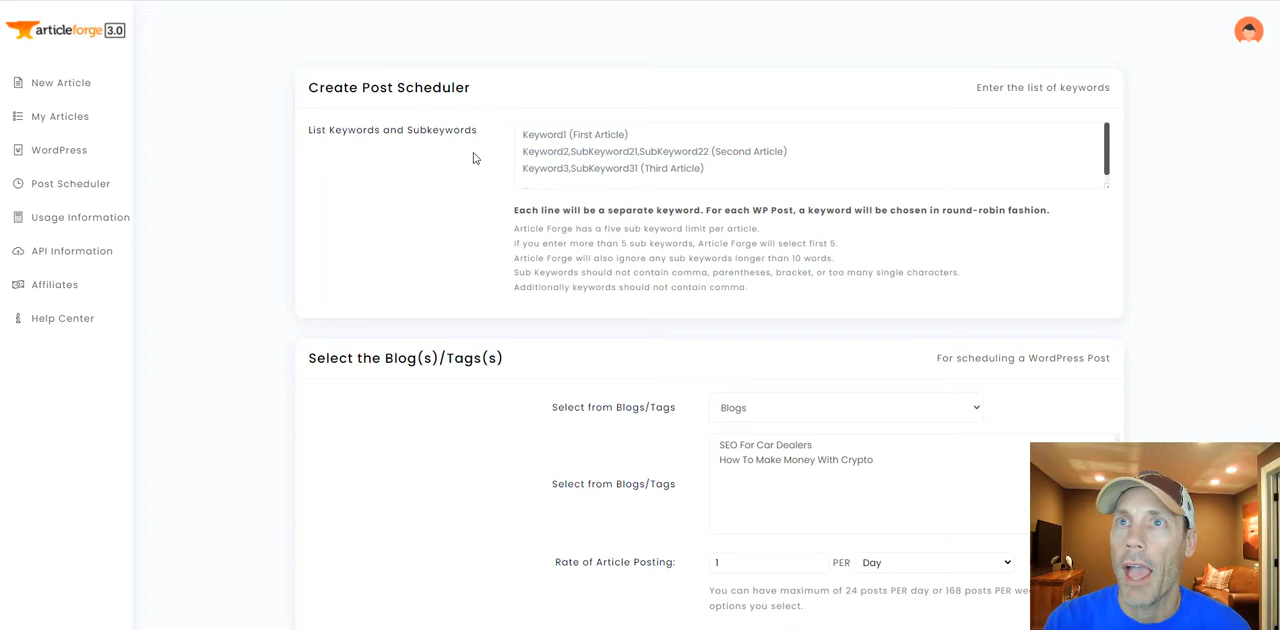 articleforge 3.0
New Article
My Articles
WordPress
Post Scheduler
Usage Information
API Information
Affiliates
Help Center
Create Post Scheduler
Enter the list of keywords
List Keywords and Subkeywords
Keyword1 (First Article)
Keyword2,SubKeyword21,SubKeyword22 (Second Article)
Keyword3,SubKeyword31 (Third Article)
Each line will be a separate keyword. For each WP Post, a keyword will be chosen in round-robin fashion.
Article Forge has a five sub keyword limit per article.
If you enter more than 5 sub keywords, Article Forge will select first 5.
Article Forge will also ignore any sub keywords longer than 10 words.
Sub Keywords should not contain comma, parentheses, bracket, or too many single characters.
Additionally keywords should not contain comma.
Select the Blog(s)/Tags(s)
For scheduling a WordPress Post
Select from Blogs/Tags
Blogs
SEO For Car Dealers
How To Make Money With Crypto
Select from Blogs/Tags
Rate of Article Posting:
1
PER
Day
You can have maximum of 24 posts PER day or 168 posts PER
options you select.